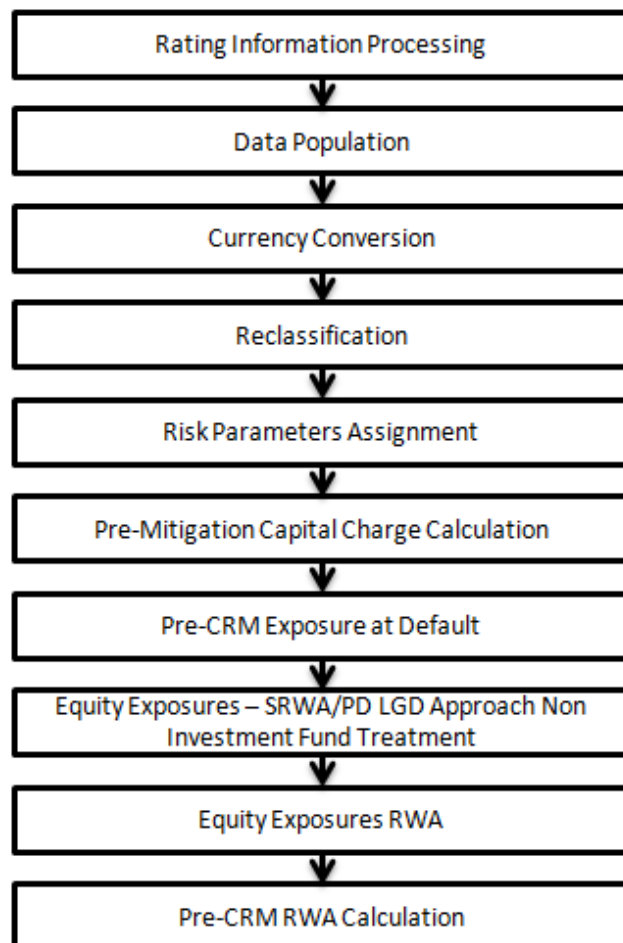 Rating Information Processing
Data Population
Currency Conversion
Reclassification
Risk Parameters Assignment
Pre-Mitigation Capital Charge Calculation
Pre-CRM Exposure at Default
Equity Exposures – SRWA/PD LGD Approach Non
Investment Fund Treatment
Equity Exposures RWA
Pre-CRM RWA Calculation